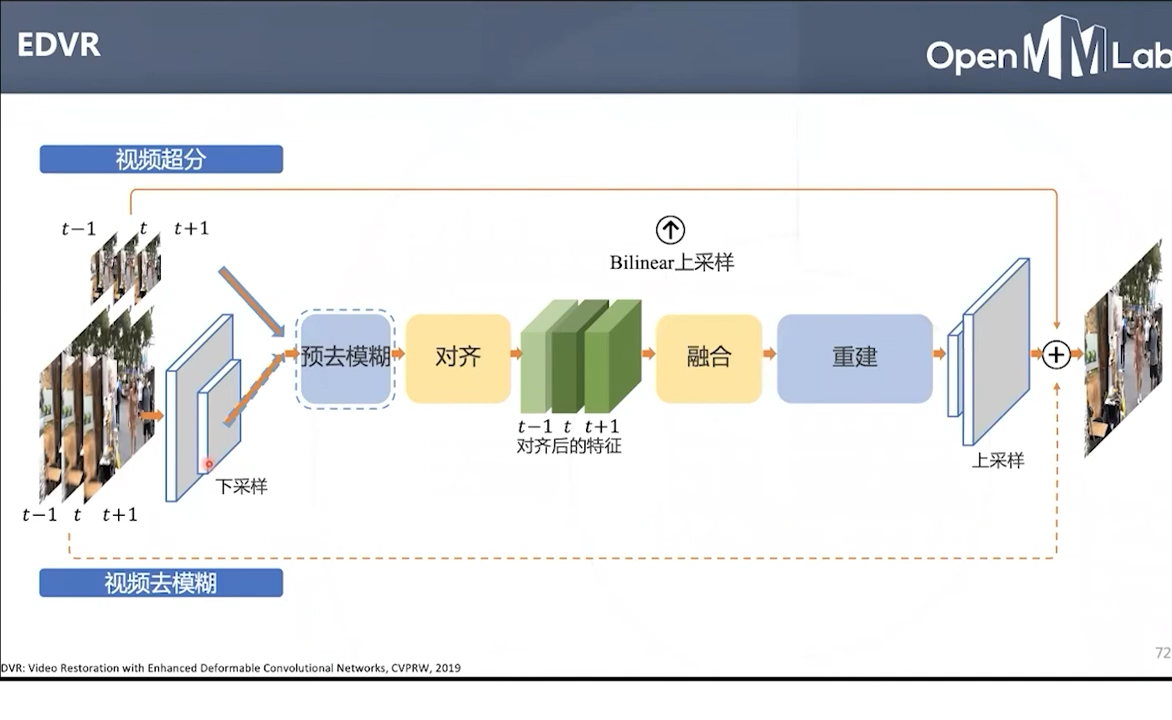 EDVR
OpenMMLab
视频超分
t−1 t t+1
Bilinear上采样
预去模糊
对齐
融合
重建
t−1 t t+1
对齐后的特征
上采样
下采样
t−1 t t+1
视频去模糊
72
DVR: Video Restoration with Enhanced Deformable Convolutional Networks, CVPRW, 2019